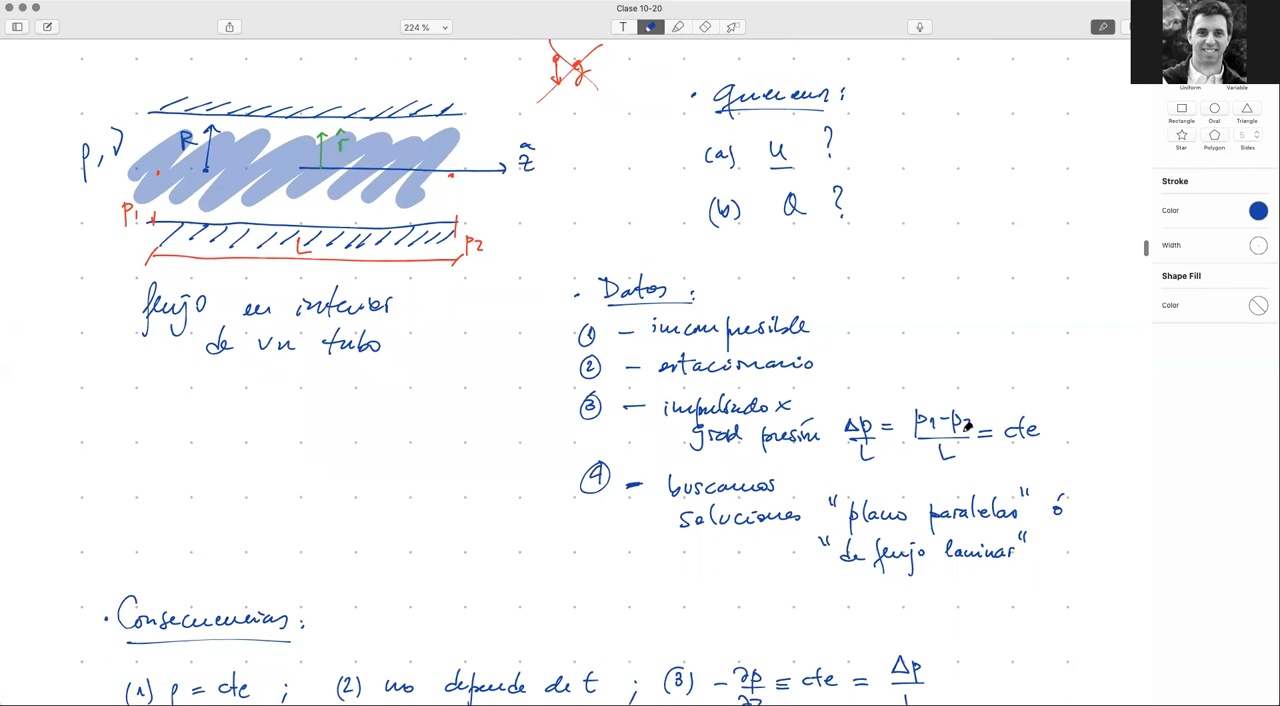 Clase 10-20
224 %
T
Uniform Variable
Rectangle Oval Triangle
Star Polygon Sides
5
Stroke
Color
Width
Shape Fill
Color
g
R
r̂
ρ, ν
ẑ
p1
L
p2
flujo en interior
de un tubo
• Queremos:
(a) u ?
(b) Q ?
• Datos:
① – incompresible
② – estacionario
③ – impulsado x
grad presión Δp/L = (p1-p2)/L = cte
④ – buscamos
soluciones "plano paralelas" ó
"de flujo laminar"
• Consecuencias:
(1) ρ = cte ; (2) no depende de t ; (3) - ∂p/∂z ≡ cte = Δp/L